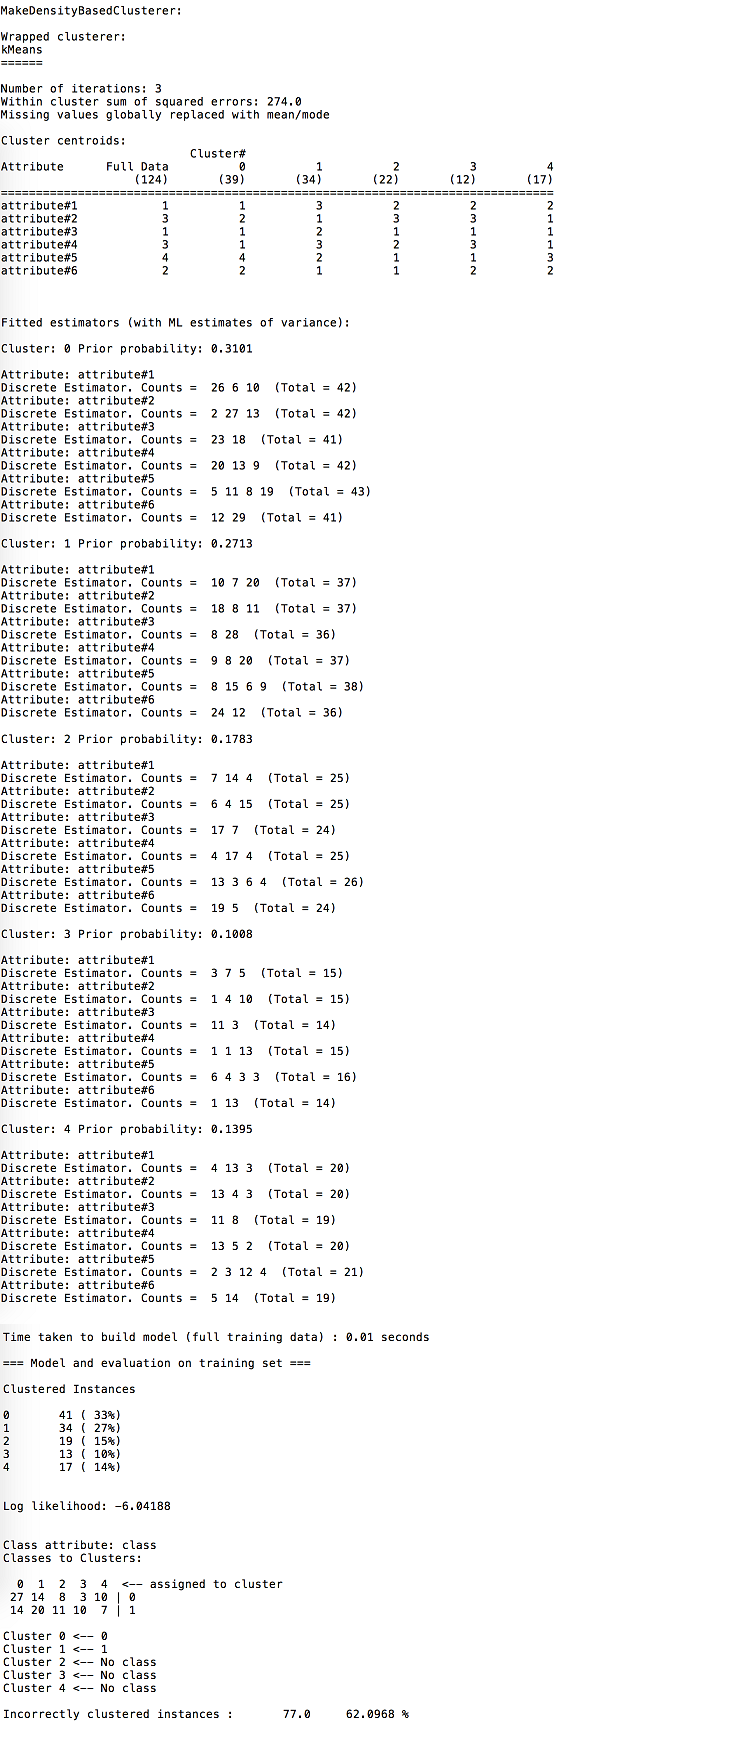 MakeDensityBasedClusterer:
Wrapped clusterer:
kMeans
======
Number of iterations: 3
Within cluster sum of squared errors: 274.0
Missing values globally replaced with mean/mode
Cluster centroids:
Cluster#
Attribute Full Data 0 1 2 3 4
(124) (39) (34) (22) (12) (17)
================================================================================
attribute#1 1 1 3 2 2 2
attribute#2 3 2 1 3 3 1
attribute#3 1 1 2 1 1 1
attribute#4 3 1 3 2 3 1
attribute#5 4 4 2 1 1 3
attribute#6 2 2 1 1 2 2
Fitted estimators (with ML estimates of variance):
Cluster: 0 Prior probability: 0.3101
Attribute: attribute#1
Discrete Estimator. Counts = 26 6 10 (Total = 42)
Attribute: attribute#2
Discrete Estimator. Counts = 2 27 13 (Total = 42)
Attribute: attribute#3
Discrete Estimator. Counts = 23 18 (Total = 41)
Attribute: attribute#4
Discrete Estimator. Counts = 20 13 9 (Total = 42)
Attribute: attribute#5
Discrete Estimator. Counts = 5 11 8 19 (Total = 43)
Attribute: attribute#6
Discrete Estimator. Counts = 12 29 (Total = 41)
Cluster: 1 Prior probability: 0.2713
Attribute: attribute#1
Discrete Estimator. Counts = 10 7 20 (Total = 37)
Attribute: attribute#2
Discrete Estimator. Counts = 18 8 11 (Total = 37)
Attribute: attribute#3
Discrete Estimator. Counts = 8 28 (Total = 36)
Attribute: attribute#4
Discrete Estimator. Counts = 9 8 20 (Total = 37)
Attribute: attribute#5
Discrete Estimator. Counts = 8 15 6 9 (Total = 38)
Attribute: attribute#6
Discrete Estimator. Counts = 24 12 (Total = 36)
Cluster: 2 Prior probability: 0.1783
Attribute: attribute#1
Discrete Estimator. Counts = 7 14 4 (Total = 25)
Attribute: attribute#2
Discrete Estimator. Counts = 6 4 15 (Total = 25)
Attribute: attribute#3
Discrete Estimator. Counts = 17 7 (Total = 24)
Attribute: attribute#4
Discrete Estimator. Counts = 4 17 4 (Total = 25)
Attribute: attribute#5
Discrete Estimator. Counts = 13 3 6 4 (Total = 26)
Attribute: attribute#6
Discrete Estimator. Counts = 19 5 (Total = 24)
Cluster: 3 Prior probability: 0.1008
Attribute: attribute#1
Discrete Estimator. Counts = 3 7 5 (Total = 15)
Attribute: attribute#2
Discrete Estimator. Counts = 1 4 10 (Total = 15)
Attribute: attribute#3
Discrete Estimator. Counts = 11 3 (Total = 14)
Attribute: attribute#4
Discrete Estimator. Counts = 1 1 13 (Total = 15)
Attribute: attribute#5
Discrete Estimator. Counts = 6 4 3 3 (Total = 16)
Attribute: attribute#6
Discrete Estimator. Counts = 1 13 (Total = 14)
Cluster: 4 Prior probability: 0.1395
Attribute: attribute#1
Discrete Estimator. Counts = 4 13 3 (Total = 20)
Attribute: attribute#2
Discrete Estimator. Counts = 13 4 3 (Total = 20)
Attribute: attribute#3
Discrete Estimator. Counts = 11 8 (Total = 19)
Attribute: attribute#4
Discrete Estimator. Counts = 13 5 2 (Total = 20)
Attribute: attribute#5
Discrete Estimator. Counts = 2 3 12 4 (Total = 21)
Attribute: attribute#6
Discrete Estimator. Counts = 5 14 (Total = 19)
Time taken to build model (full training data) : 0.01 seconds
=== Model and evaluation on training set ===
Clustered Instances
0 41 ( 33%)
1 34 ( 27%)
2 19 ( 15%)
3 13 ( 10%)
4 17 ( 14%)
Log likelihood: -6.04188
Class attribute: class
Classes to Clusters:
0 1 2 3 4 <-- assigned to cluster
27 14 8 3 10 | 0
14 20 11 10 7 | 1
Cluster 0 <-- 0
Cluster 1 <-- 1
Cluster 2 <-- No class
Cluster 3 <-- No class
Cluster 4 <-- No class
Incorrectly clustered instances : 77.0 62.0968 %